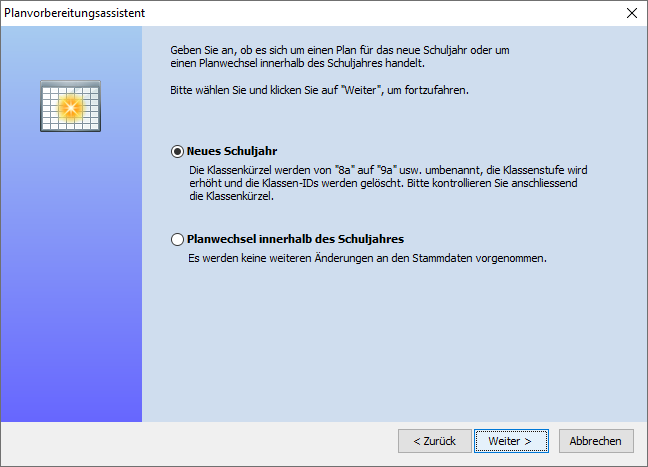 Planvorbereitungsassistent
Geben Sie an, ob es sich um einen Plan für das neue Schuljahr oder um
einen Planwechsel innerhalb des Schuljahres handelt.
Bitte wählen Sie und klicken Sie auf "Weiter", um fortzufahren.
Neues Schuljahr
Die Klassenkürzel werden von "8a" auf "9a" usw. umbenannt, die Klassenstufe wird
erhöht und die Klassen-IDs werden gelöscht. Bitte kontrollieren Sie anschliessend
die Klassenkürzel.
Planwechsel innerhalb des Schuljahres
Es werden keine weiteren Änderungen an den Stammdaten vorgenommen.
< Zurück Weiter > Abbrechen